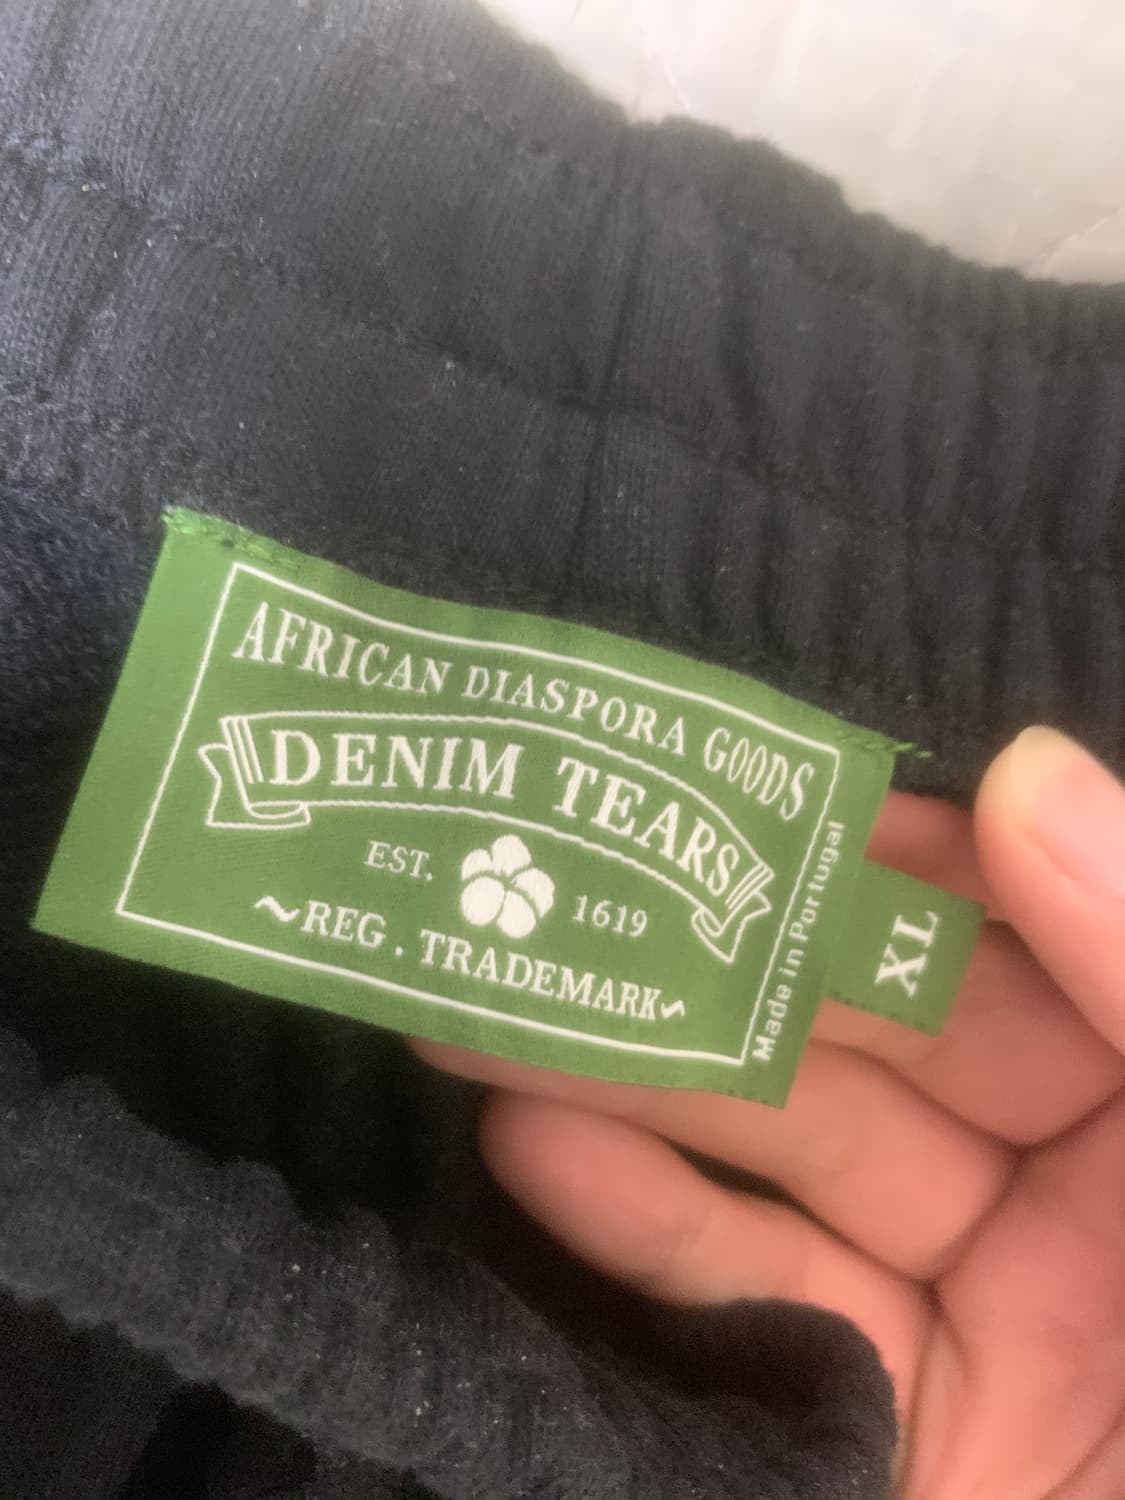 AFRICAN DIASPORA GOODS
DENIM TEARS
EST. 1619
~REG. TRADEMARK~
Made in Portugal
XL